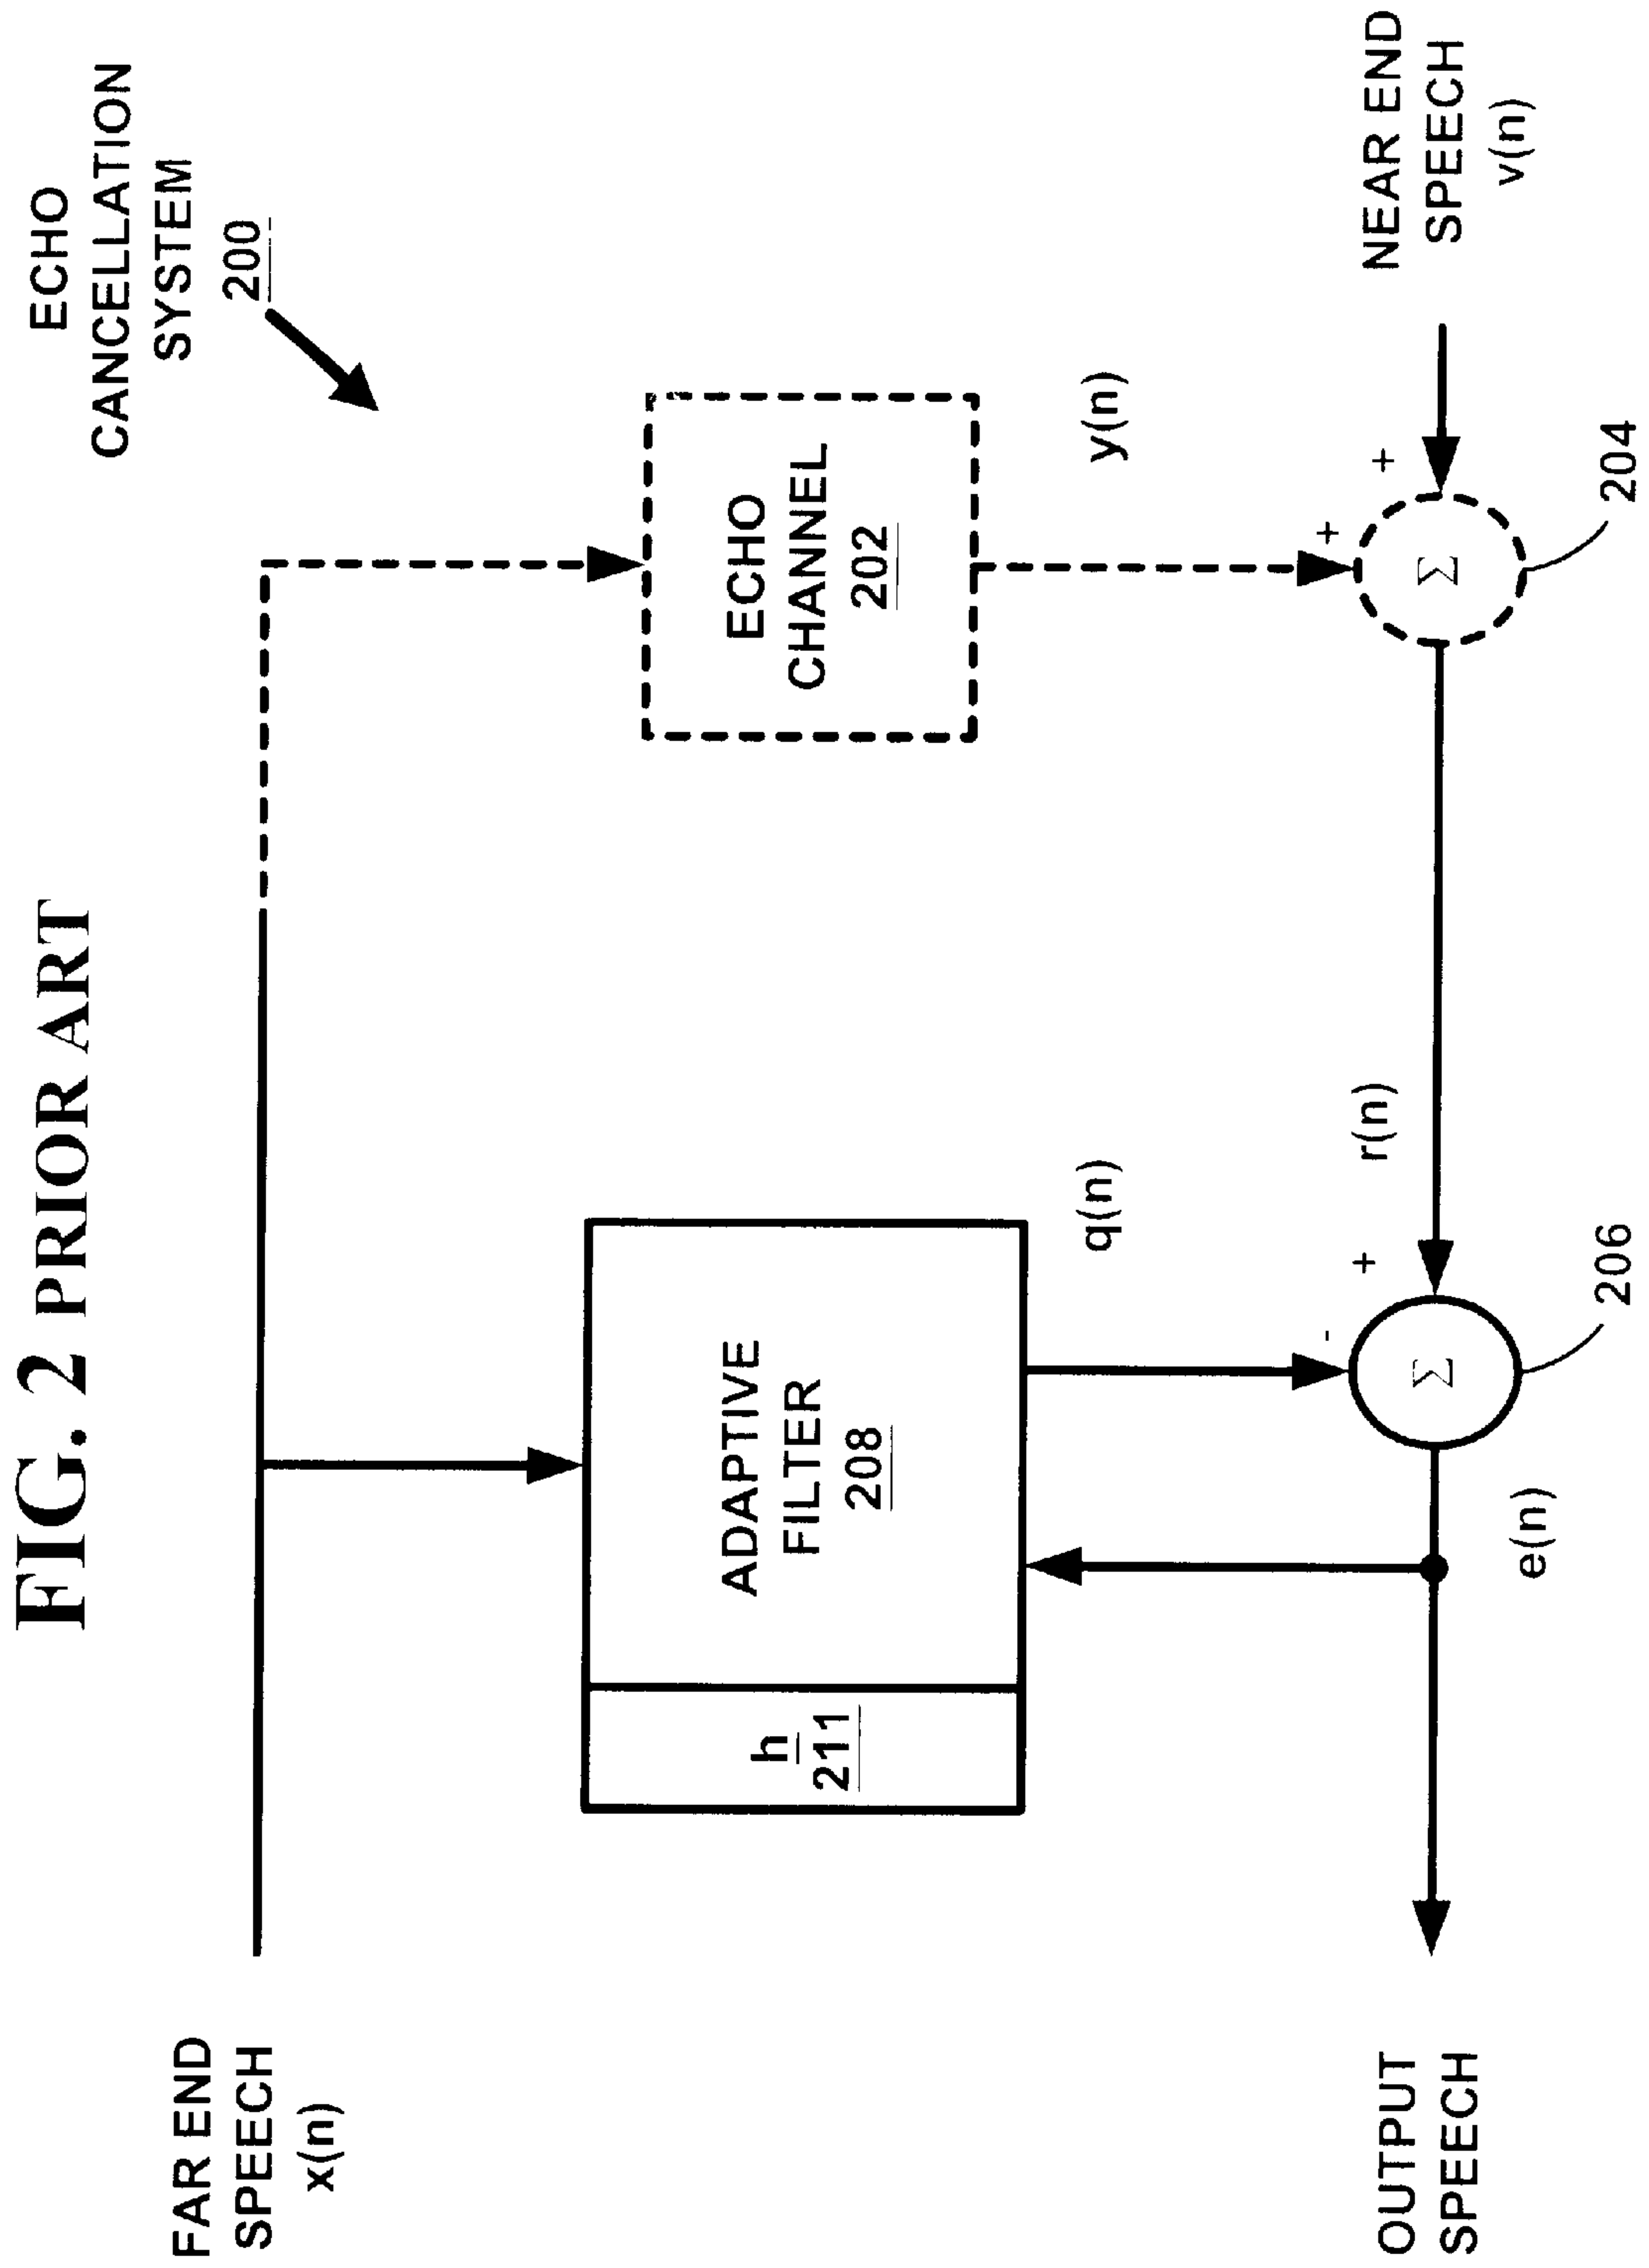 FIG. 2 PRIOR ART
ECHO
CANCELLATION
SYSTEM
200
FAR END
SPEECH
x(n)
ADAPTIVE
FILTER
208
h
211
ECHO
CHANNEL
202
q(n)
y(n)
-
+
r(n)
+
+
Σ
Σ
NEAR END
SPEECH
v(n)
OUTPUT
SPEECH
e(n)
206
204